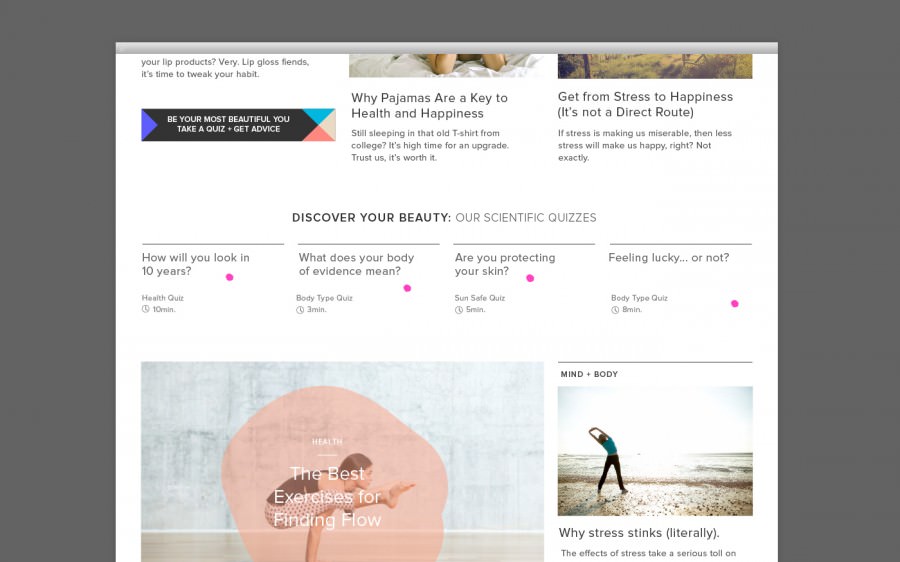 your lip products? Very. Lip gloss fiends,
it's time to tweak your habit.
BE YOUR MOST BEAUTIFUL YOU
TAKE A QUIZ + GET ADVICE
Why Pajamas Are a Key to
Health and Happiness
Still sleeping in that old T-shirt from
college? It's high time for an upgrade.
Trust us, it's worth it.
Get from Stress to Happiness
(It's not a Direct Route)
If stress is making us miserable, then less
stress will make us happy, right? Not
exactly.
DISCOVER YOUR BEAUTY: OUR SCIENTIFIC QUIZZES
How will you look in
10 years?
Health Quiz
10min.
What does your body
of evidence mean?
Body Type Quiz
3min.
Are you protecting
your skin?
Sun Safe Quiz
5min.
Feeling lucky... or not?
Body Type Quiz
8min.
HEALTH
The Best
Exercises for
Finding Flow
MIND + BODY
Why stress stinks (literally).
The effects of stress take a serious toll on